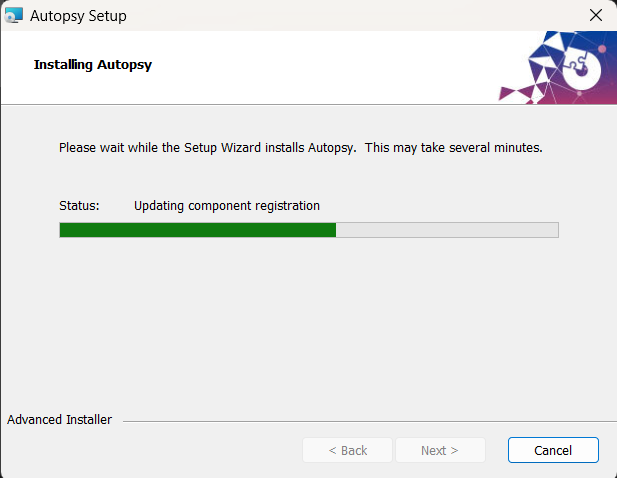 Autopsy Setup
Installing Autopsy
Please wait while the Setup Wizard installs Autopsy.  This may take several minutes.
Status: Updating component registration
Advanced Installer
< Back Next > Cancel